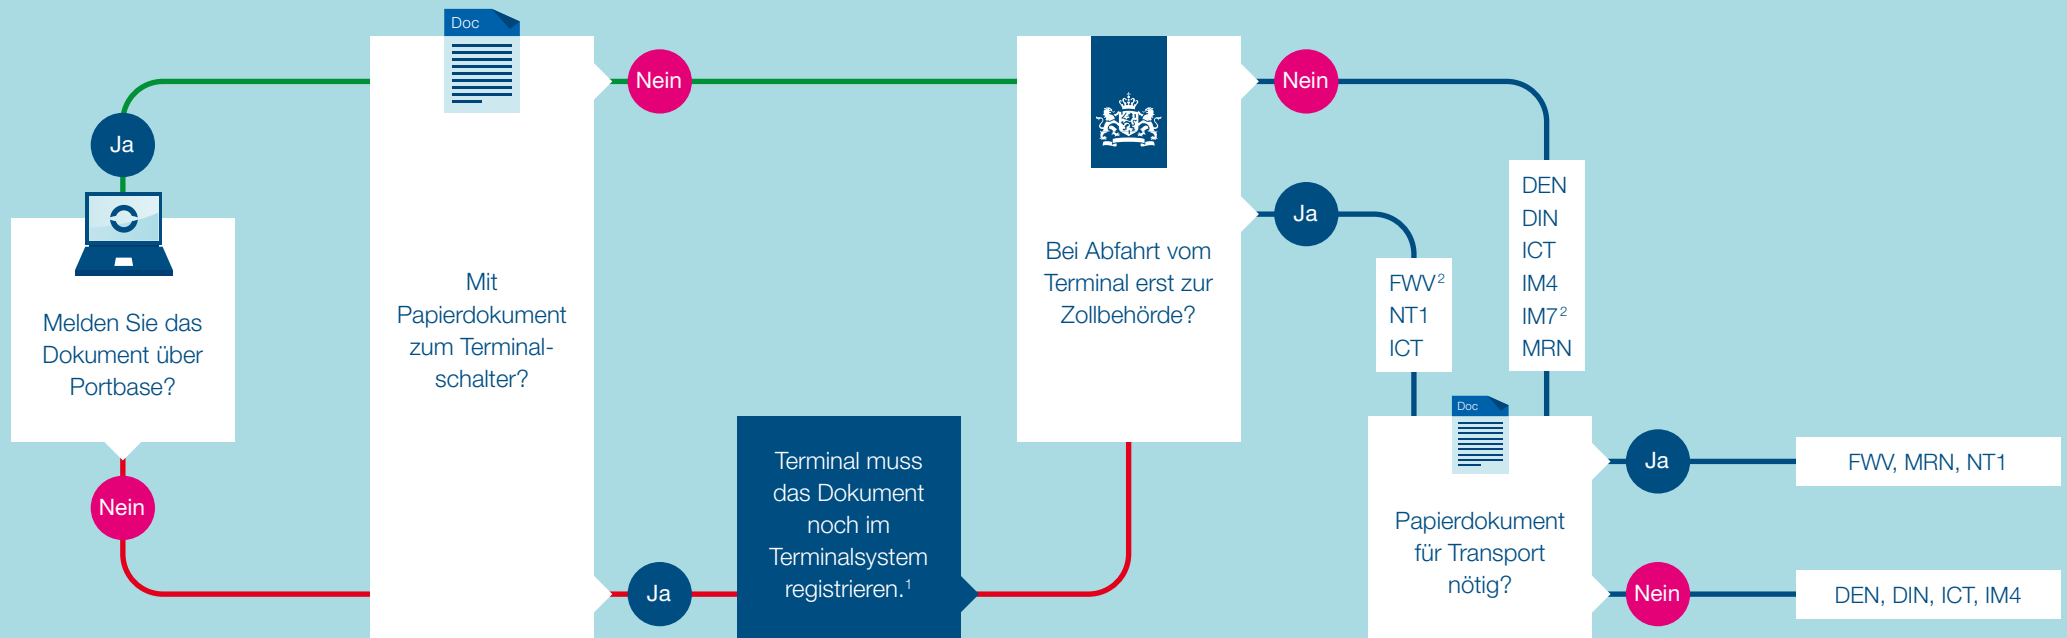 Ja
Melden Sie das
Dokument über
Portbase?
Nein
Doc
Mit
Papierdokument
zum Terminal-
schalter?
Nein
Ja
Terminal muss
das Dokument
noch im
Terminalsystem
registrieren.¹
Bei Abfahrt vom
Terminal erst zur
Zollbehörde?
Nein
Ja
FWV²
NT1
ICT
DEN
DIN
ICT
IM4
IM7²
MRN
Doc
Papierdokument
für Transport
nötig?
Ja
FWV, MRN, NT1
Nein
DEN, DIN, ICT, IM4